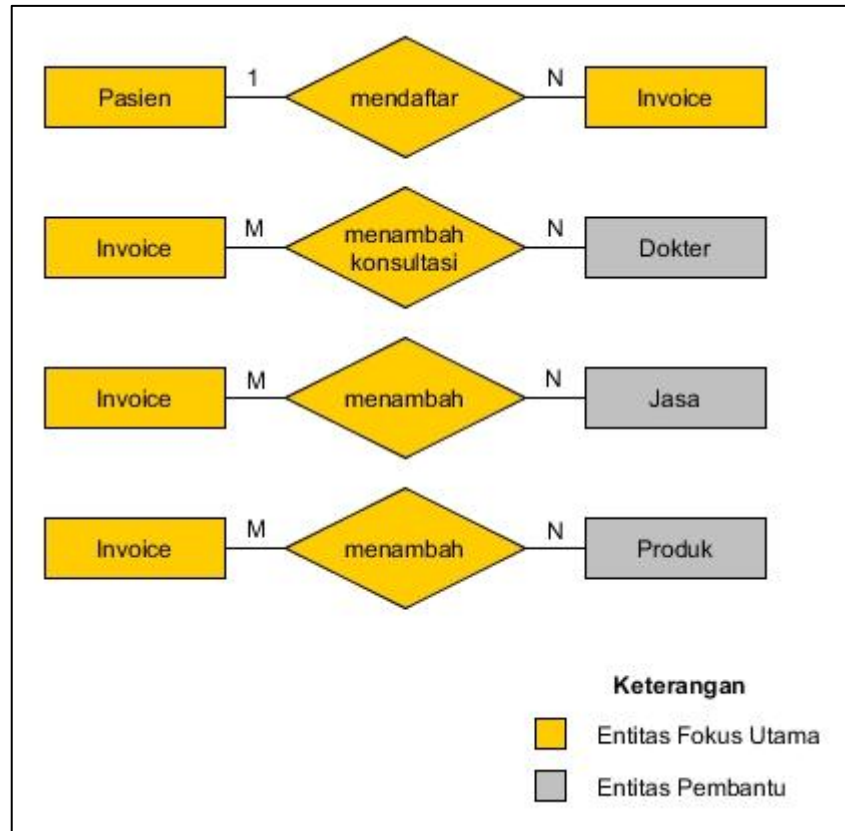 Pasien 1 mendaftar N Invoice
Invoice M menambah konsultasi N Dokter
Invoice M menambah N Jasa
Invoice M menambah N Produk
Keterangan
Entitas Fokus Utama
Entitas Pembantu